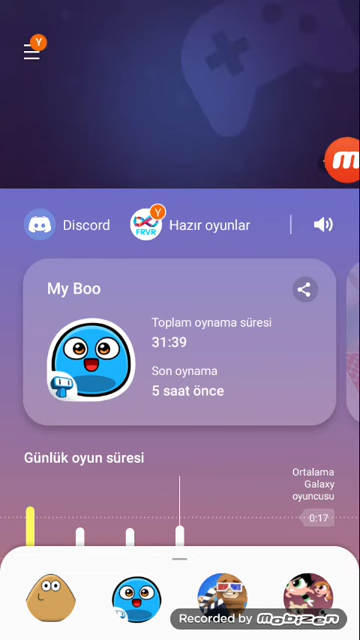 Y
Discord
FRVR
Y
Hazır oyunlar
My Boo
Toplam oynama süresi
31:39
Son oynama
5 saat önce
Günlük oyun süresi
Ortalama
Galaxy
oyuncusu
0:17
Recorded by mobizen